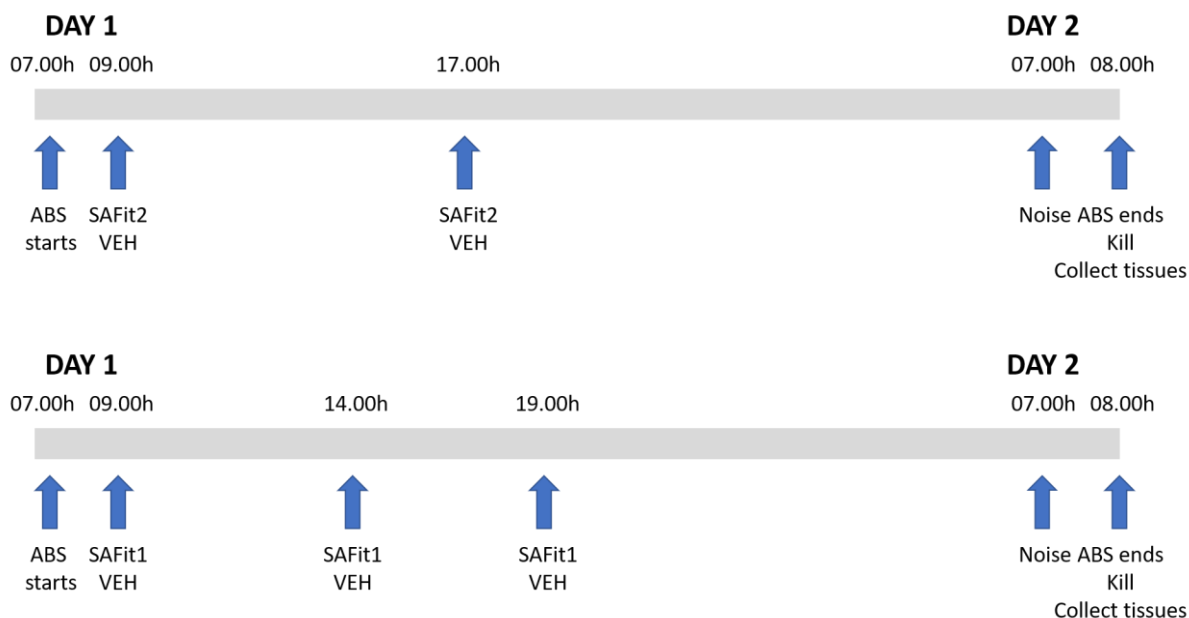 DAY 1 DAY 2
07.00h 09.00h 17.00h 07.00h 08.00h
ABS SAFit2 SAFit2 Noise ABS ends
starts VEH VEH Kill
Collect tissues
DAY 1 DAY 2
07.00h 09.00h 14.00h 19.00h 07.00h 08.00h
ABS SAFit1 SAFit1 SAFit1 Noise ABS ends
starts VEH VEH VEH Kill
Collect tissues